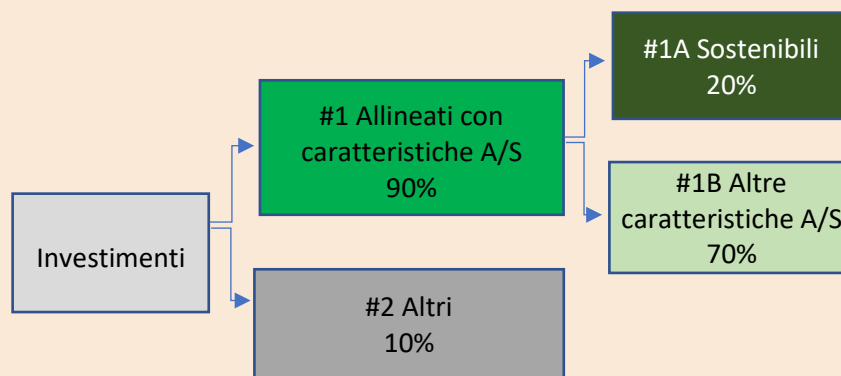 #1A Sostenibili
20%
#1 Allineati con
caratteristiche A/S
90%
#1B Altre
caratteristiche A/S
70%
Investimenti
#2 Altri
10%